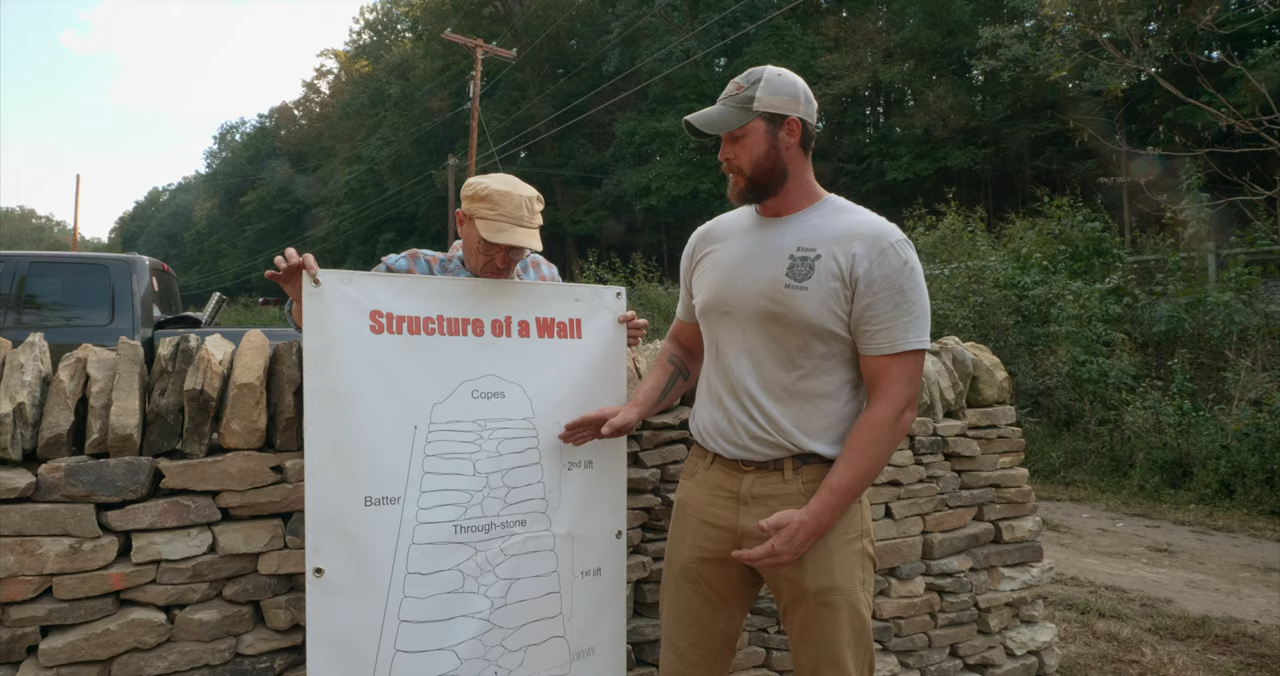 Structure of a Wall
Copes
2nd lift
Batter
Through-stone
1st lift
Stone
Mason